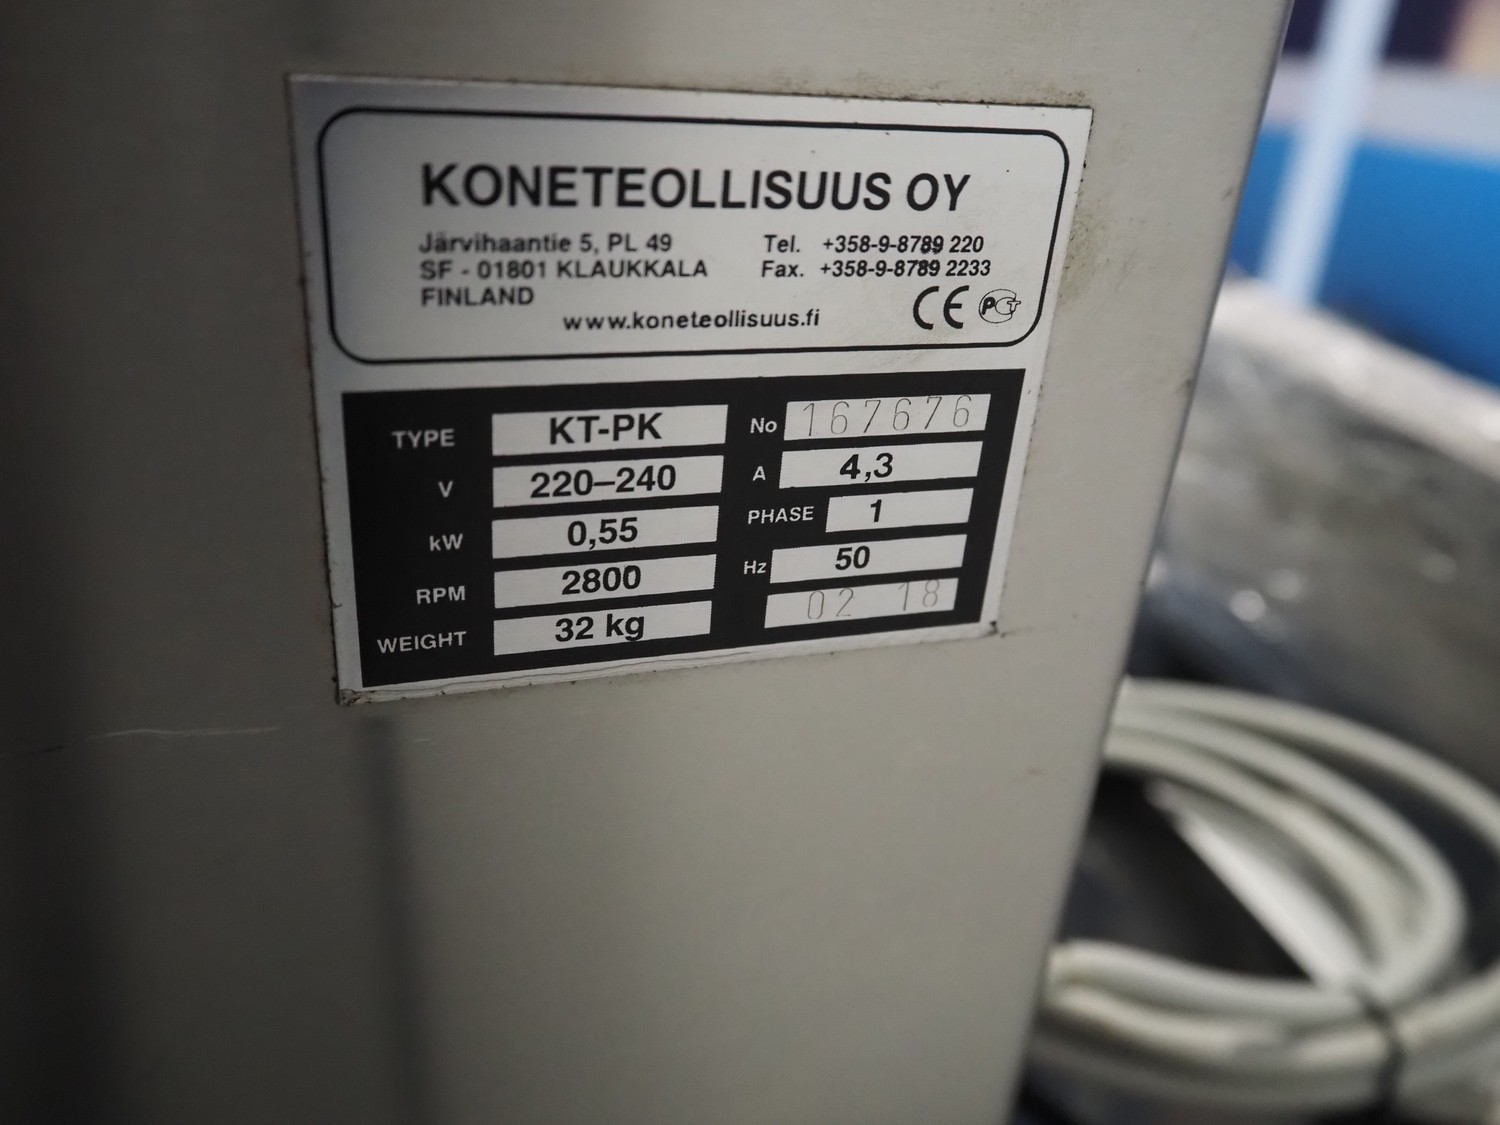 KONETEOLLISUUS OY
Järvihaantie 5, PL 49
SF - 01801 KLAUKKALA
FINLAND
Tel. +358-9-8789 220
Fax. +358-9-8789 2233
www.koneteollisuus.fi
CE PCT
TYPE KT-PK No 167676
V 220–240 A 4,3
kW 0,55 PHASE 1
RPM 2800 Hz 50
WEIGHT 32 kg 02 18